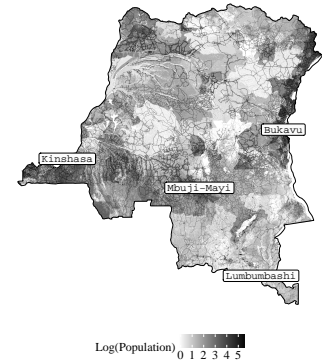 Bukavu
Kinshasa
Mbuji-Mayi
Lumbumbashi
Log(Population)
0 1 2 3 4 5